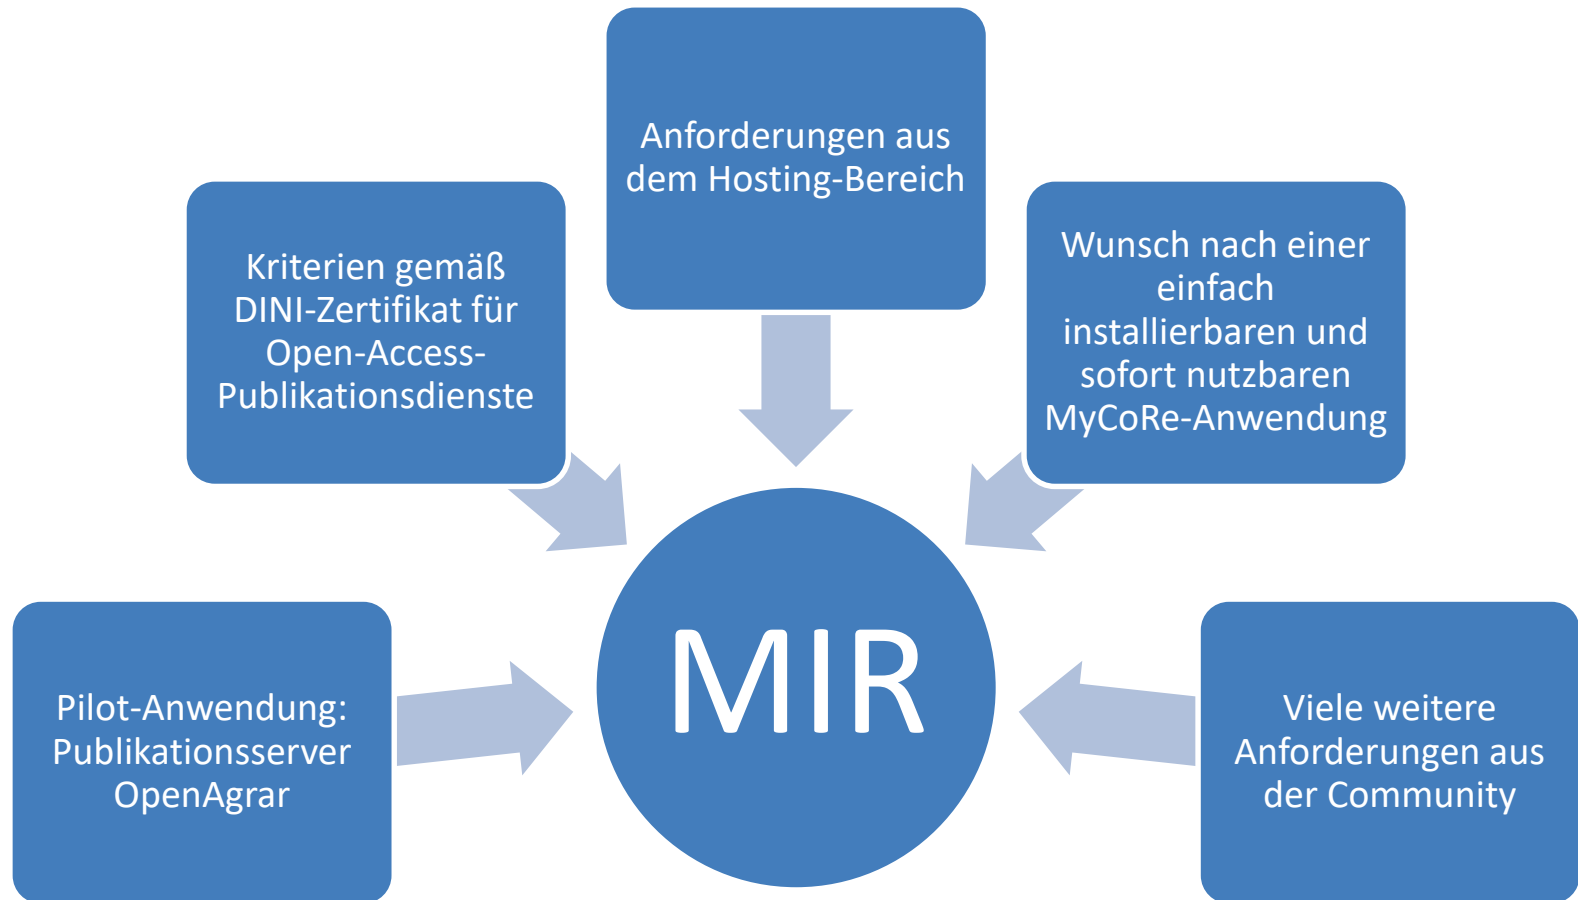 Anforderungen aus
dem Hosting-Bereich
Kriterien gemäß
DINI-Zertifikat für
Open-Access-
Publikationsdienste
Wunsch nach einer
einfach
installierbaren und
sofort nutzbaren
MyCoRe-Anwendung
Pilot-Anwendung:
Publikationsserver
OpenAgrar
MIR
Viele weitere
Anforderungen aus
der Community